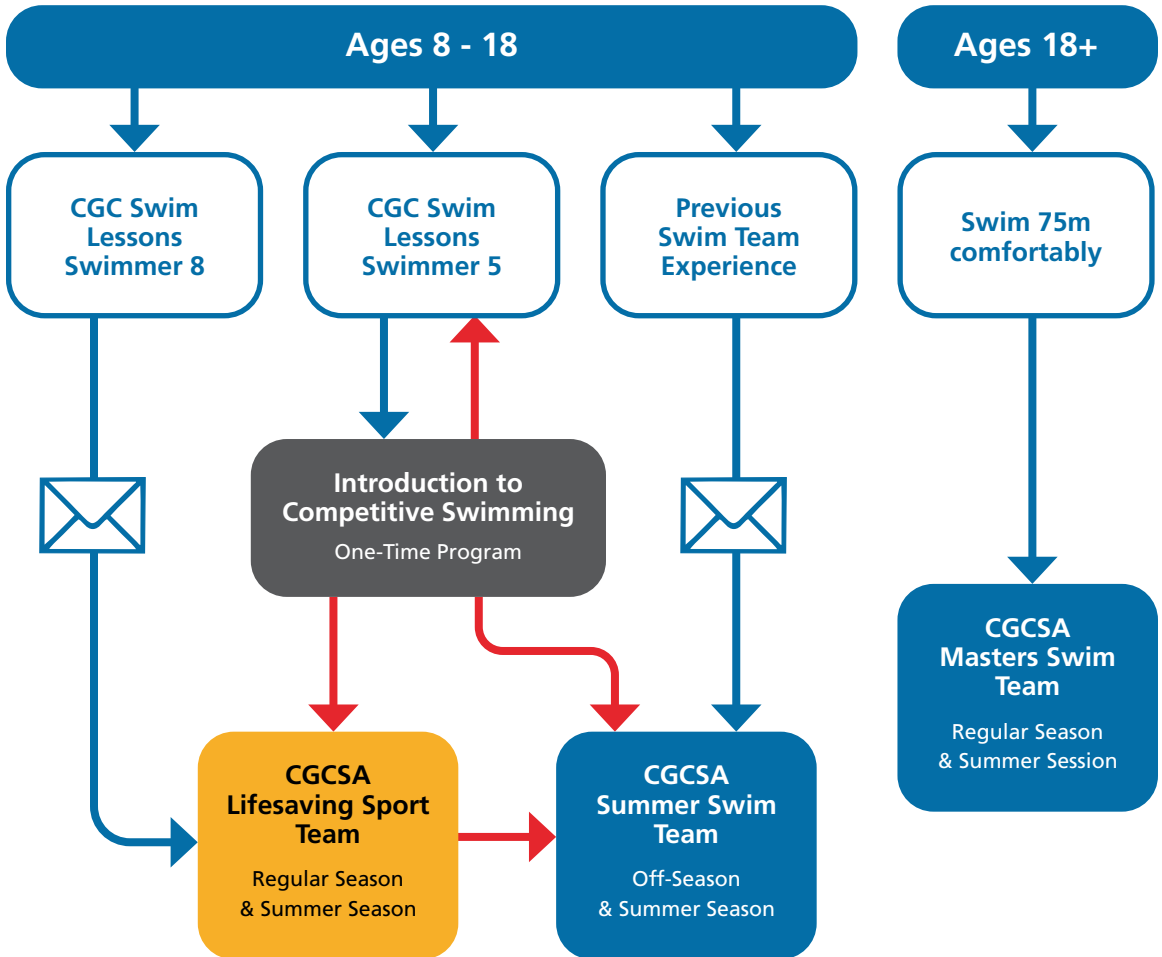 Ages 8 - 18
Ages 18+
CGC Swim
Lessons
Swimmer 8
CGC Swim
Lessons
Swimmer 5
Previous
Swim Team
Experience
Swim 75m
comfortably
Introduction to
Competitive Swimming
One-Time Program
CGCSA
Masters Swim
Team
Regular Season
& Summer Session
CGCSA
Lifesaving Sport
Team
Regular Season
& Summer Season
CGCSA
Summer Swim
Team
Off-Season
& Summer Season